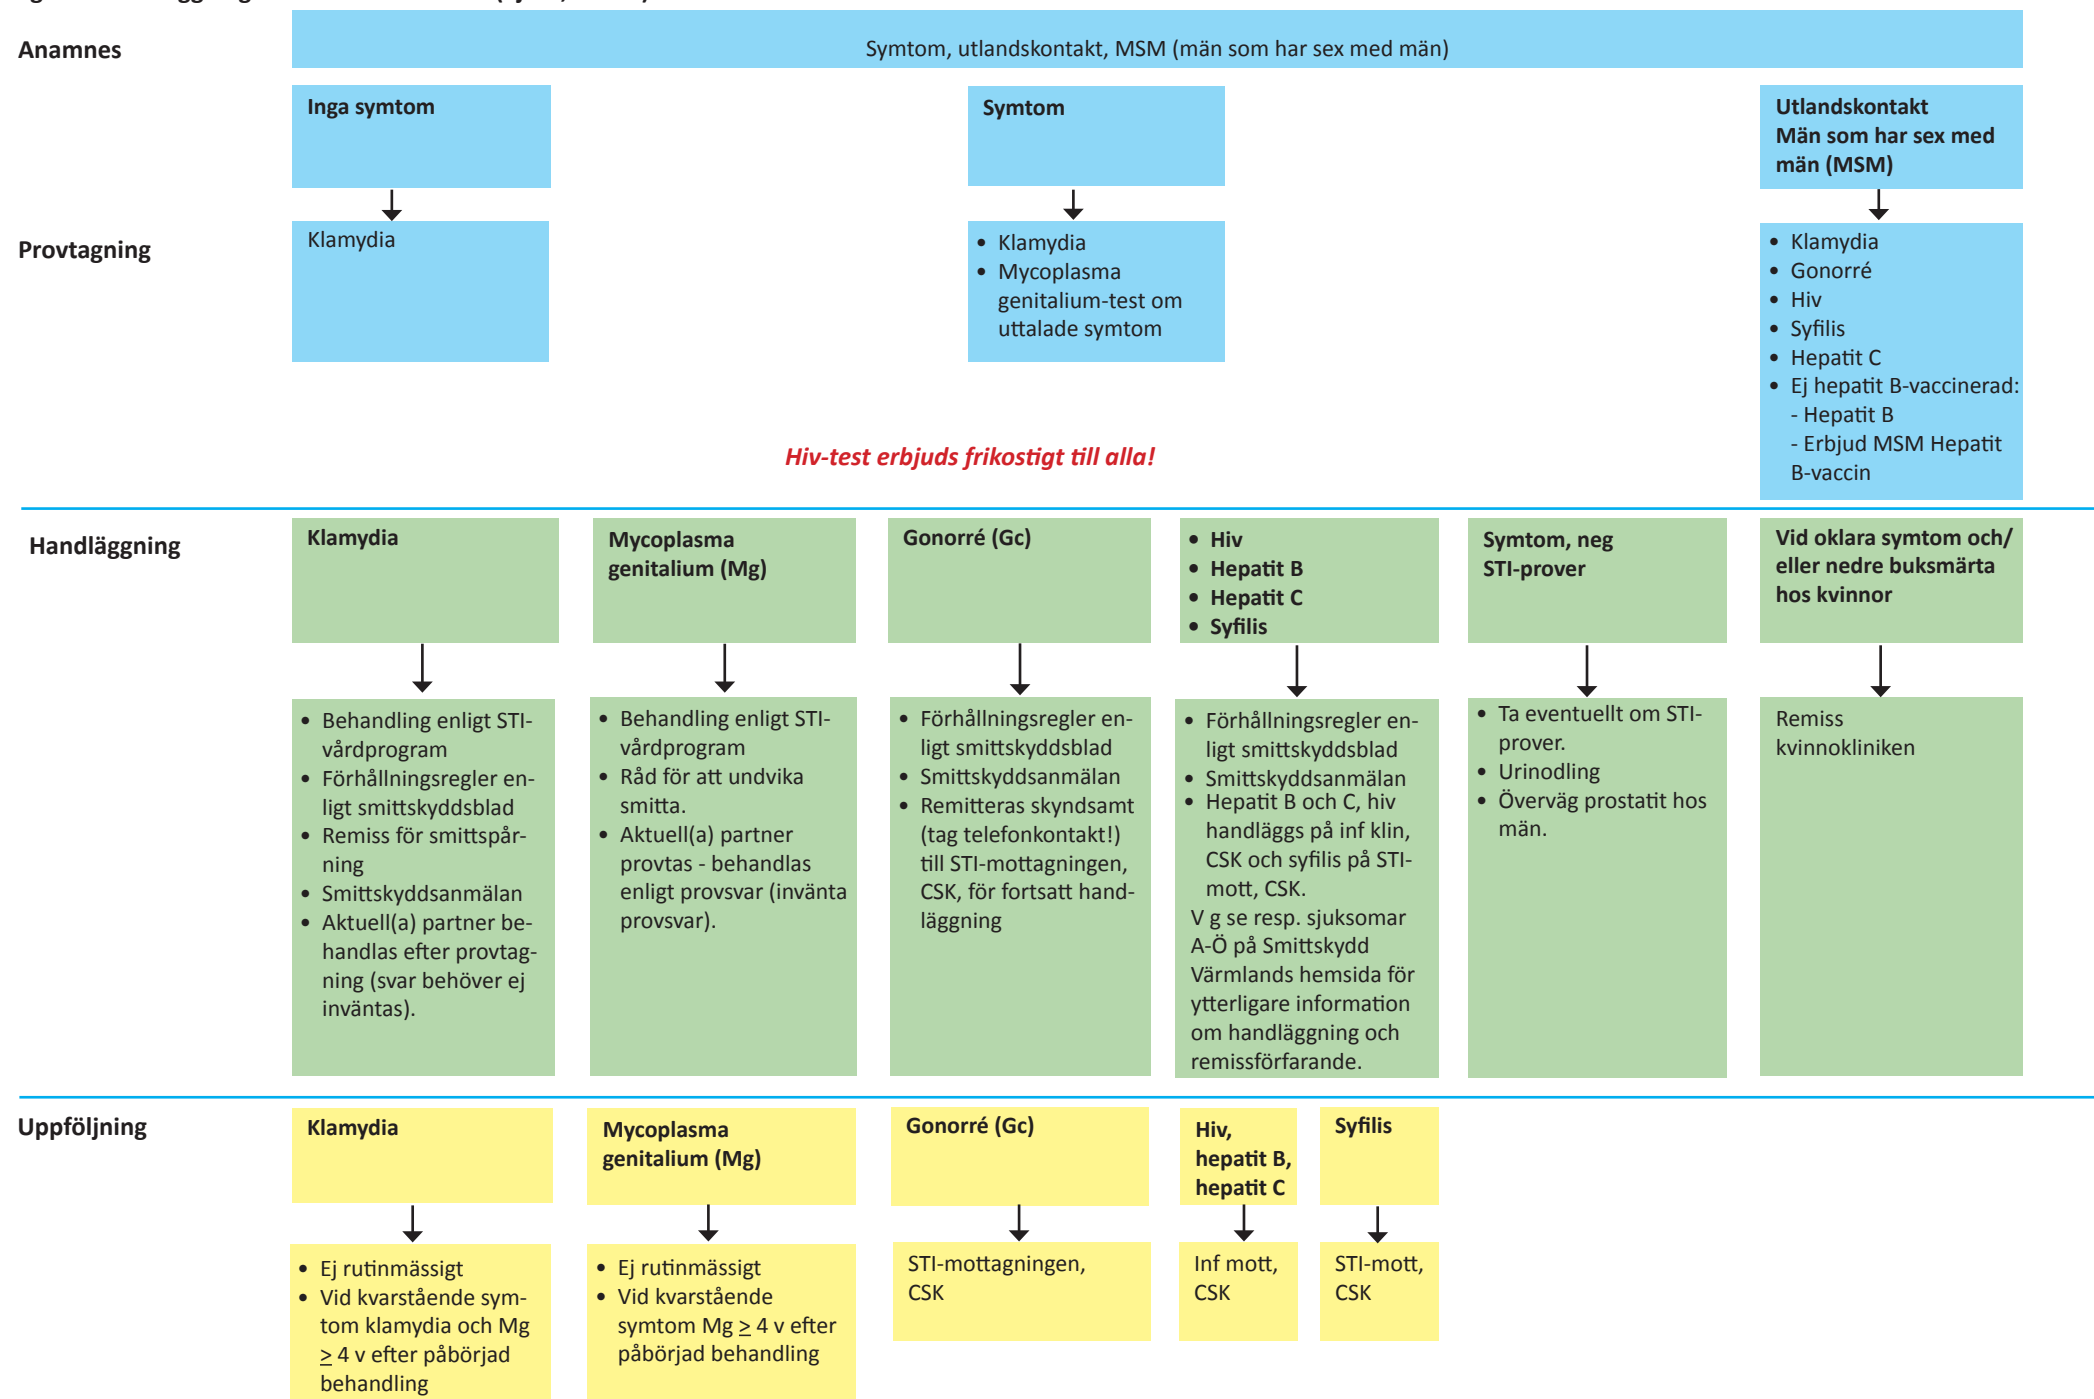 Anamnes
Symtom, utlandskontakt, MSM (män som har sex med män)
Inga symtom
Symtom
Utlandskontakt
Män som har sex med
män (MSM)
Provtagning
Klamydia
• Klamydia
• Mycoplasma
genitalium-test om
uttalade symtom
• Klamydia
• Gonorré
• Hiv
• Syfilis
• Hepatit C
• Ej hepatit B-vaccinerad:
- Hepatit B
- Erbjud MSM Hepatit
B-vaccin
Hiv-test erbjuds frikostigt till alla!
Handläggning
Klamydia
Mycoplasma
genitalium (Mg)
Gonorré (Gc)
• Hiv
• Hepatit B
• Hepatit C
• Syfilis
Symtom, neg
STI-prover
Vid oklara symtom och/
eller nedre buksmärta
hos kvinnor
• Behandling enligt STI-
vårdprogram
• Förhållningsregler en-
ligt smittskyddsblad
• Remiss för smittspår-
ning
• Smittskyddsanmälan
• Aktuell(a) partner be-
handlas efter provtag-
ning (svar behöver ej
inväntas).
• Behandling enligt STI-
vårdprogram
• Råd för att undvika
smitta.
• Aktuell(a) partner
provtas - behandlas
enligt provsvar (invänta
provsvar).
• Förhållningsregler en-
ligt smittskyddsblad
• Smittskyddsanmälan
• Remitteras skyndsamt
(tag telefonkontakt!)
till STI-mottagningen,
CSK, för fortsatt hand-
läggning
• Förhållningsregler en-
ligt smittskyddsblad
• Smittskyddsanmälan
• Hepatit B och C, hiv
handläggs på inf klin,
CSK och syfilis på STI-
mott, CSK.
V g se resp. sjuksomar
A-Ö på Smittskydd
Värmlands hemsida för
ytterligare information
om handläggning och
remissförfarande.
• Ta eventuellt om STI-
prover.
• Urinodling
• Överväg prostatit hos
män.
Remiss
kvinnokliniken
Uppföljning
Klamydia
Mycoplasma
genitalium (Mg)
Gonorré (Gc)
Hiv,
hepatit B,
hepatit C
Syfilis
• Ej rutinmässigt
• Vid kvarstående sym-
tom klamydia och Mg
≥ 4 v efter påbörjad
behandling
• Ej rutinmässigt
• Vid kvarstående
symtom Mg ≥ 4 v efter
påbörjad behandling
STI-mottagningen,
CSK
Inf mott,
CSK
STI-mott,
CSK